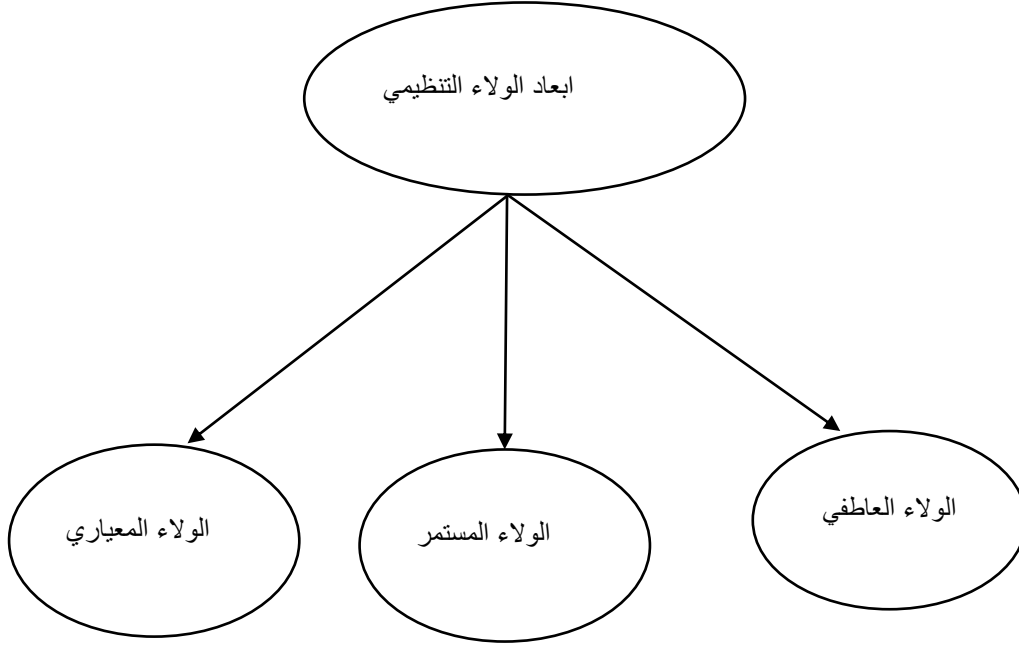 ابعاد الولاء التنظيمي
الولاء العاطفي
الولاء المستمر
الولاء المعياري